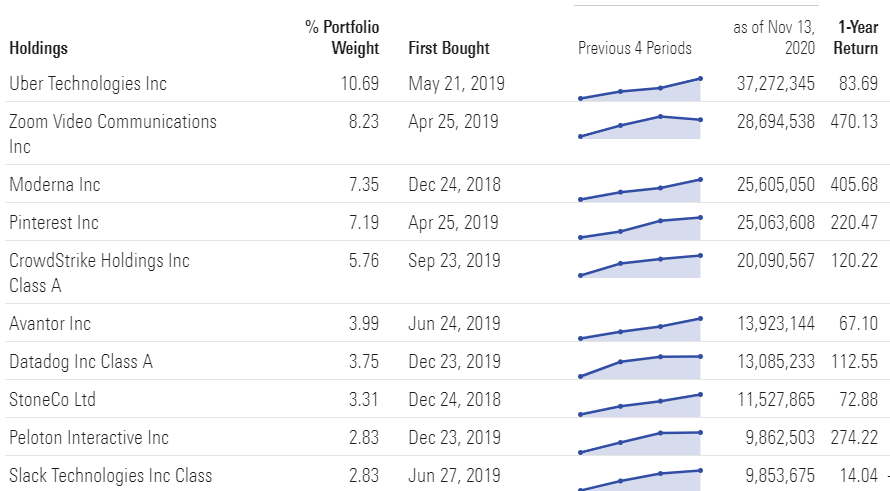 % Portfolio as of Nov 13, 1-Year
Holdings Weight First Bought Previous 4 Periods 2020 Return
Uber Technologies Inc 10.69 May 21, 2019 37,272,345 83.69
Zoom Video Communications 8.23 Apr 25, 2019 28,694,538 470.13
Inc
Moderna Inc 7.35 Dec 24, 2018 25,605,050 405.68
Pinterest Inc 7.19 Apr 25, 2019 25,063,608 220.47
CrowdStrike Holdings Inc 5.76 Sep 23, 2019 20,090,567 120.22
Class A
Avantor Inc 3.99 Jun 24, 2019 13,923,144 67.10
Datadog Inc Class A 3.75 Dec 23, 2019 13,085,233 112.55
StoneCo Ltd 3.31 Dec 24, 2018 11,527,865 72.88
Peloton Interactive Inc 2.83 Dec 23, 2019 9,862,503 274.22
Slack Technologies Inc Class 2.83 Jun 27, 2019 9,853,675 14.04